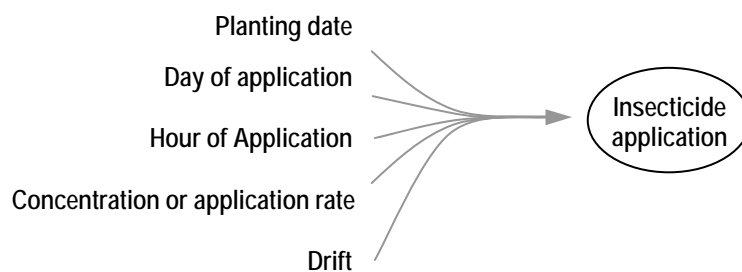 Planting date
Day of application
Hour of Application
Concentration or application rate
Drift
Insecticide
application